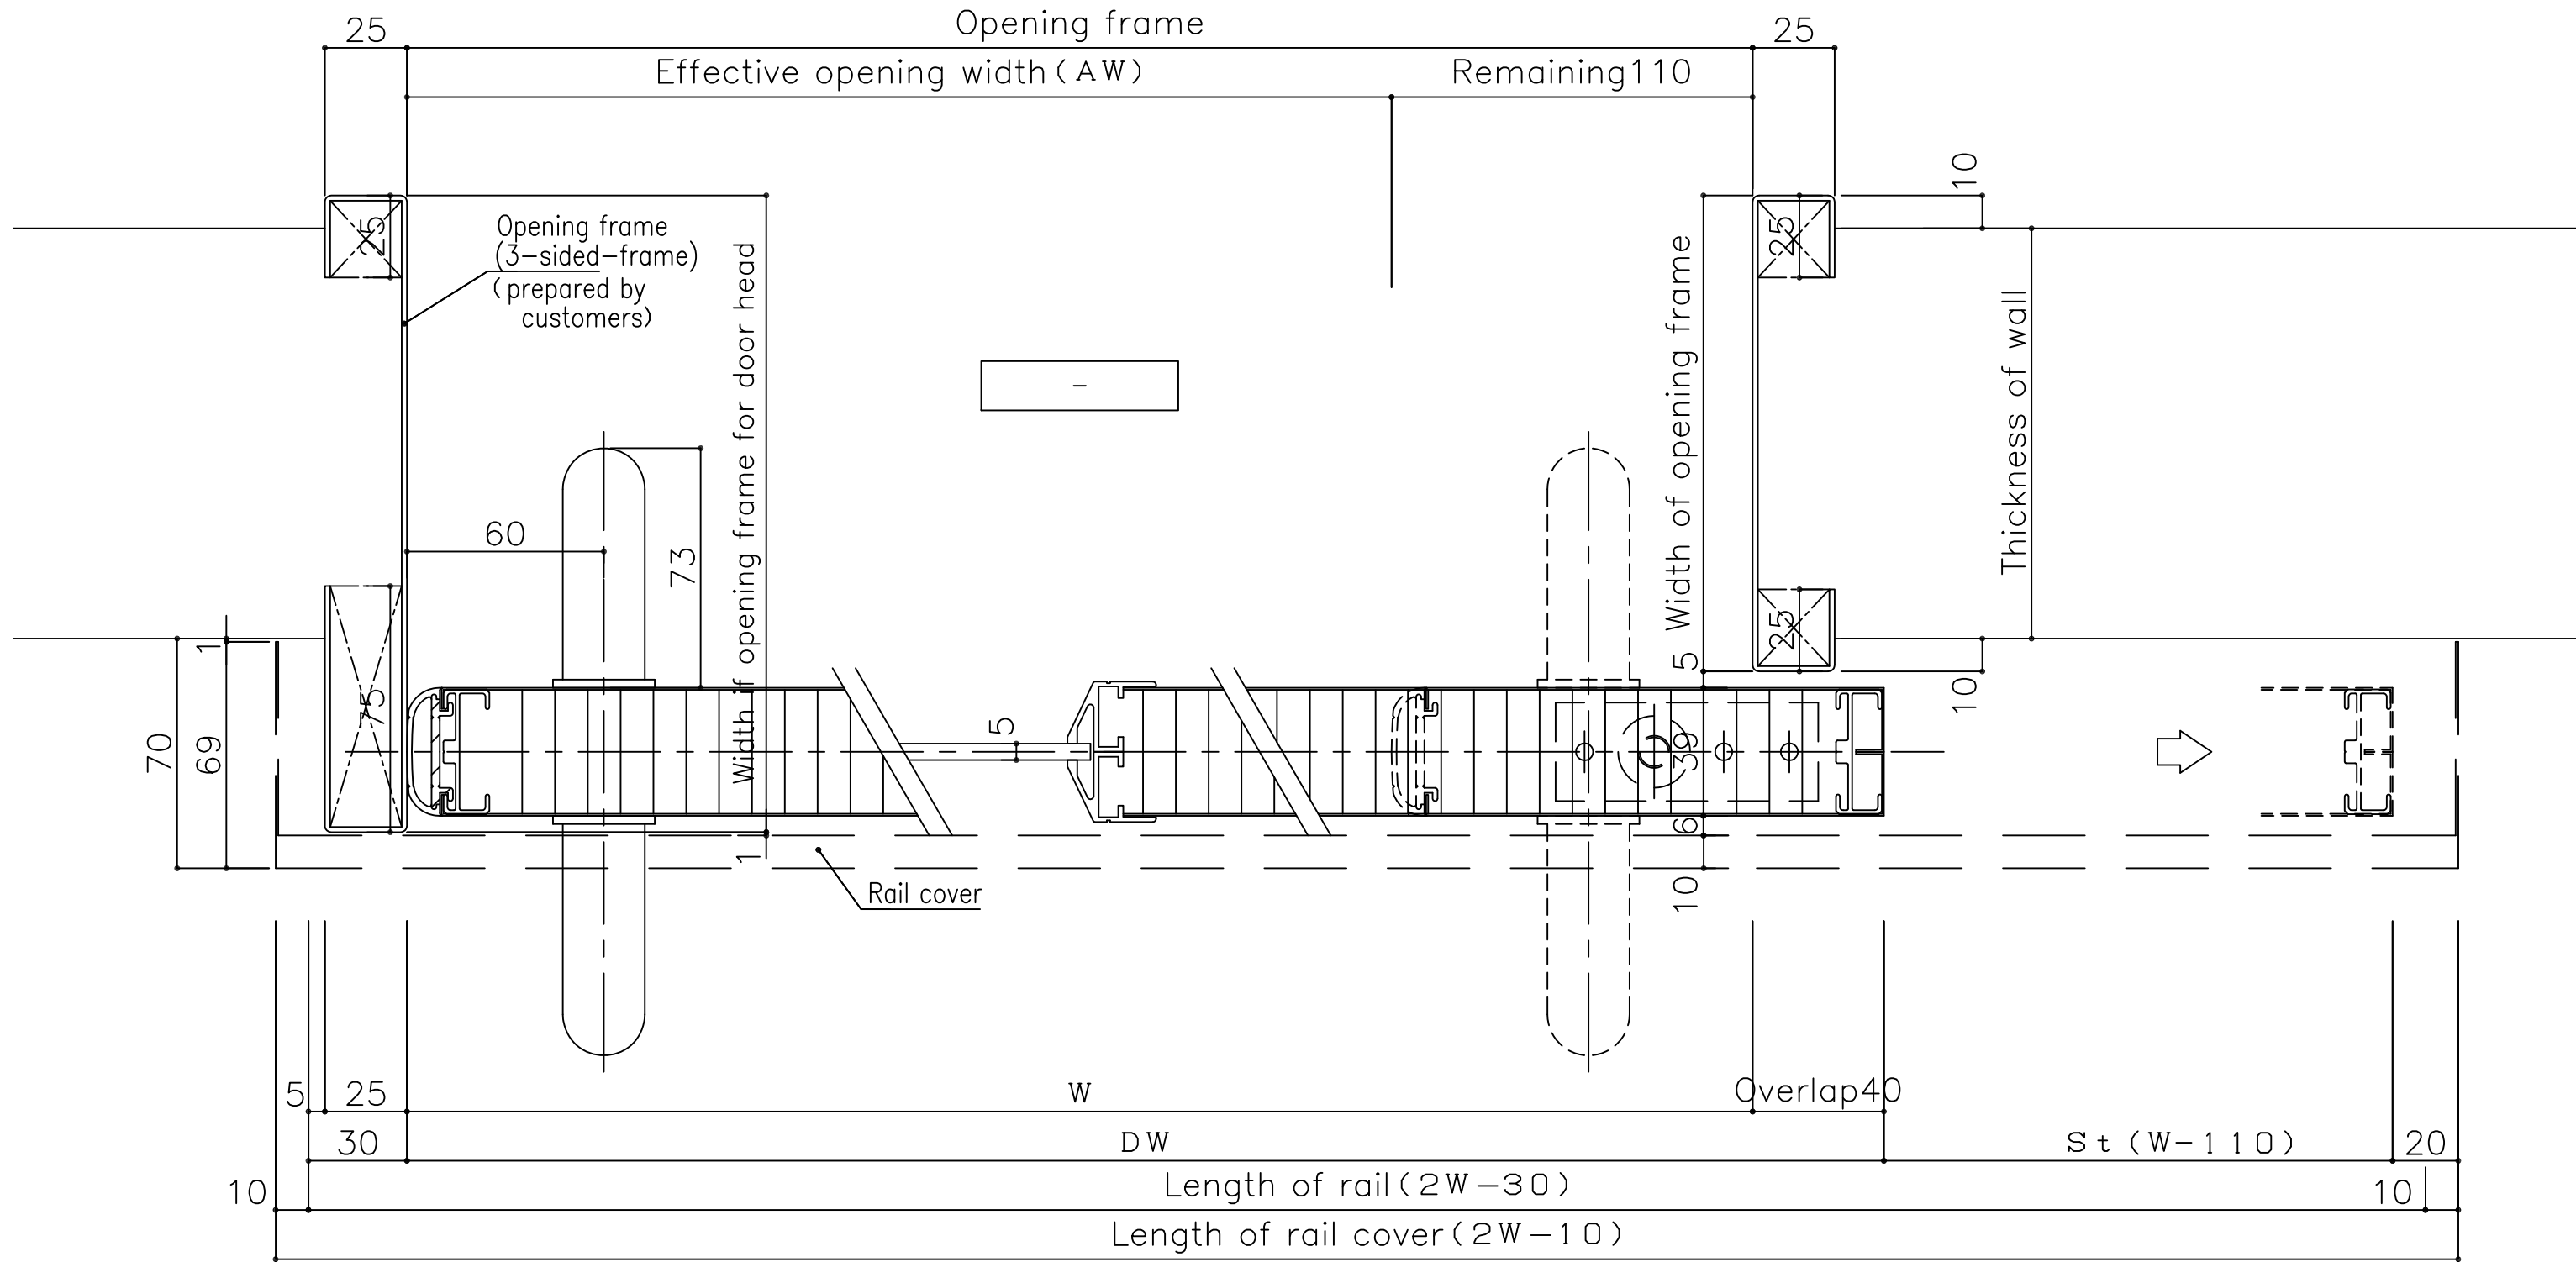 Opening frame
25
25
Effective opening width(AW)
Remaining110
10
25
25
Opening frame
(3-sided-frame)
(prepared by
customers)
Width if opening frame for door head
Width of opening frame
Thickness of wall
-
60
73
25
1
5
10
75
5
39
70
69
6
1
10
Rail cover
5
25
W
Overlap40
30
DW
St(W-110)
20
10
Length of rail(2W-30)
10
Length of rail cover(2W-10)